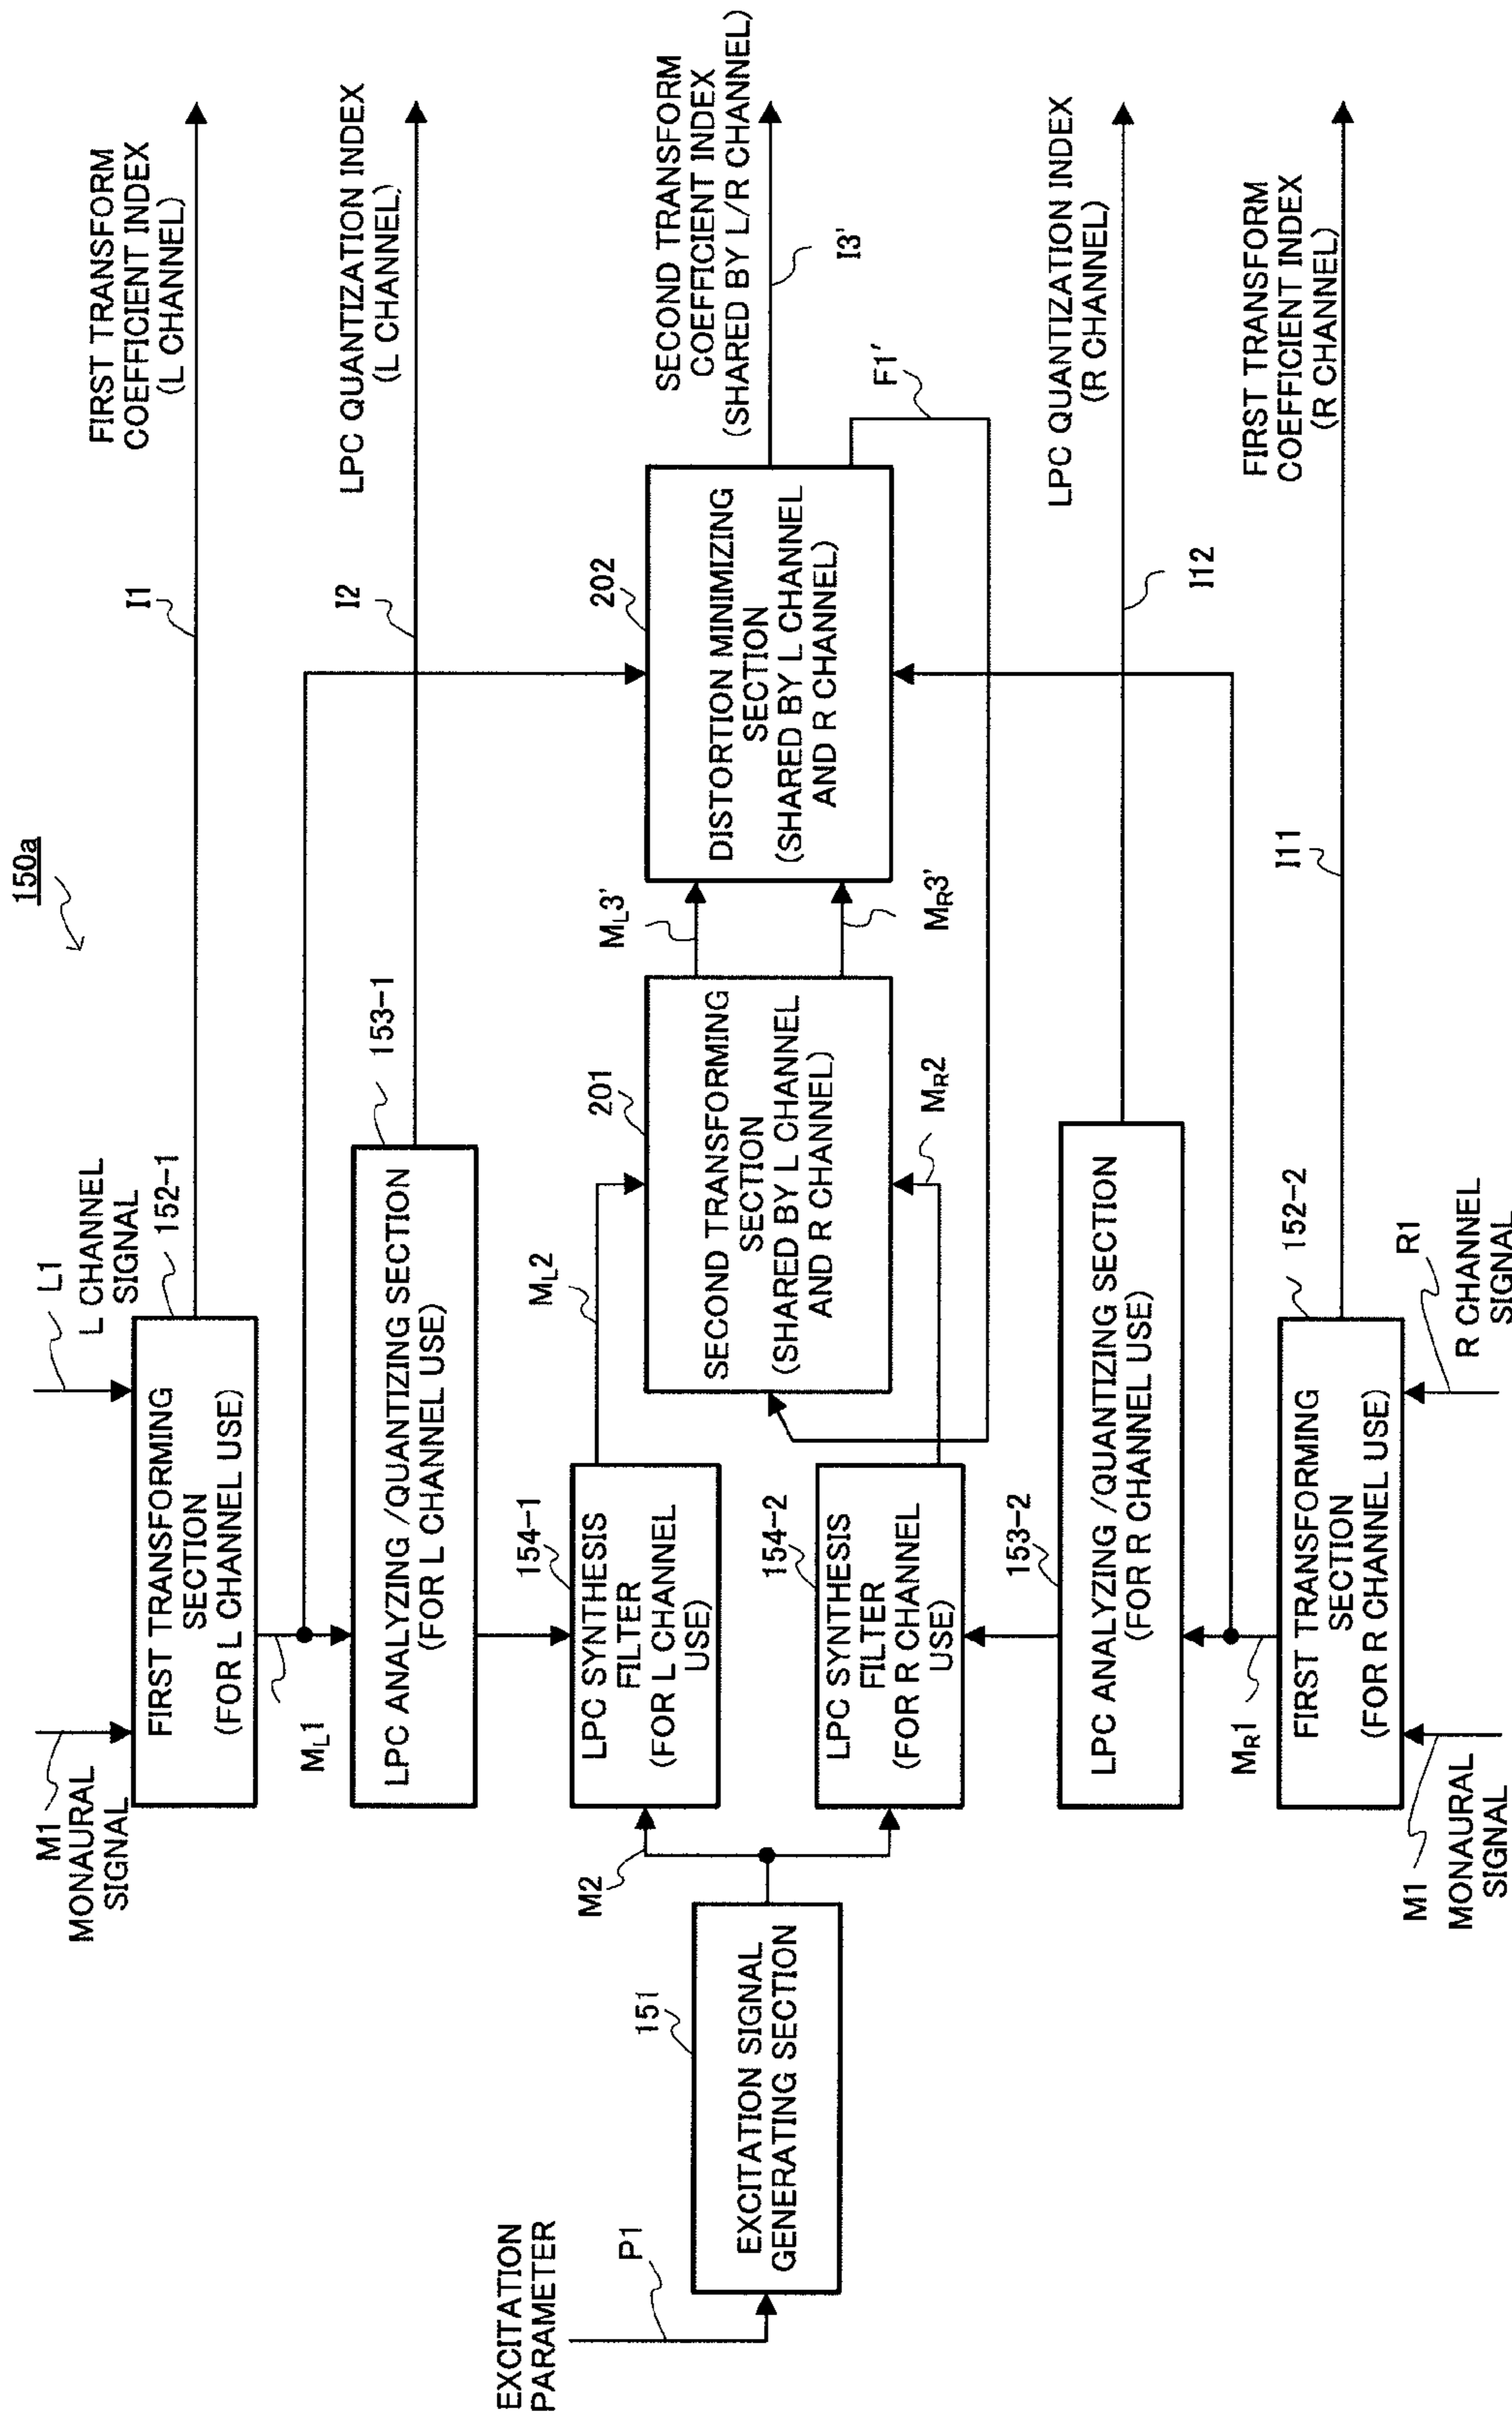 150a
L1
L CHANNEL
SIGNAL
M1
MONAURAL
SIGNAL
152-1
FIRST TRANSFORMING
SECTION
(FOR L CHANNEL USE)
I1
FIRST TRANSFORM
COEFFICIENT INDEX
(L CHANNEL)
ML1
153-1
LPC ANALYZING /QUANTIZING SECTION
(FOR L CHANNEL USE)
I2
LPC QUANTIZATION INDEX
(L CHANNEL)
EXCITATION
PARAMETER
P1
151
EXCITATION SIGNAL
GENERATING SECTION
M2
154-1
LPC SYNTHESIS
FILTER
(FOR L CHANNEL
USE)
ML2
154-2
LPC SYNTHESIS
FILTER
(FOR R CHANNEL
USE)
MR2
201
SECOND TRANSFORMING
SECTION
(SHARED BY L CHANNEL
AND R CHANNEL)
ML3'
MR3'
202
DISTORTION MINIMIZING
SECTION
(SHARED BY L CHANNEL
AND R CHANNEL)
F1'
I3'
SECOND TRANSFORM
COEFFICIENT INDEX
(SHARED BY L/R CHANNEL)
153-2
LPC ANALYZING /QUANTIZING SECTION
(FOR R CHANNEL USE)
I12
LPC QUANTIZATION INDEX
(R CHANNEL)
MR1
152-2
FIRST TRANSFORMING
SECTION
(FOR R CHANNEL USE)
I11
FIRST TRANSFORM
COEFFICIENT INDEX
(R CHANNEL)
M1
MONAURAL
SIGNAL
R1
R CHANNEL
SIGNAL